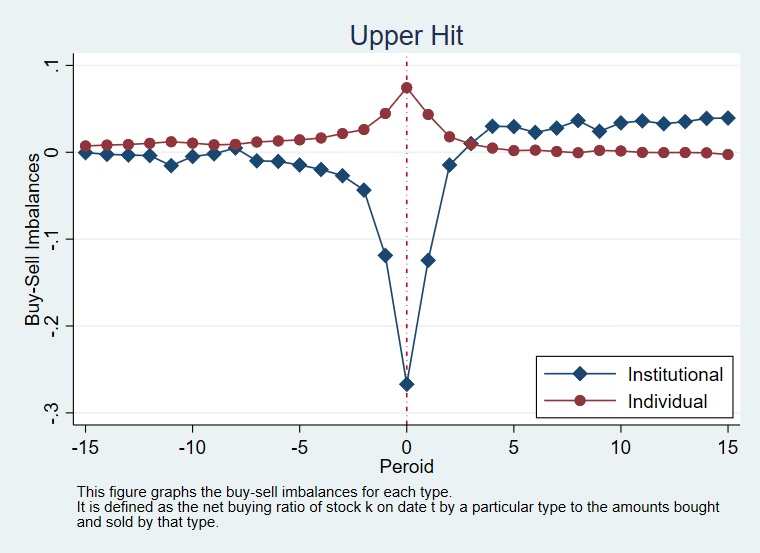 Upper Hit
.1
0
-.1
-.2
-.3
Buy-Sell Imbalances
Institutional
Individual
-15 -10 -5 0 5 10 15
Peroid
This figure graphs the buy-sell imbalances for each type.
It is defined as the net buying ratio of stock k on date t by a particular type to the amounts bought
and sold by that type.